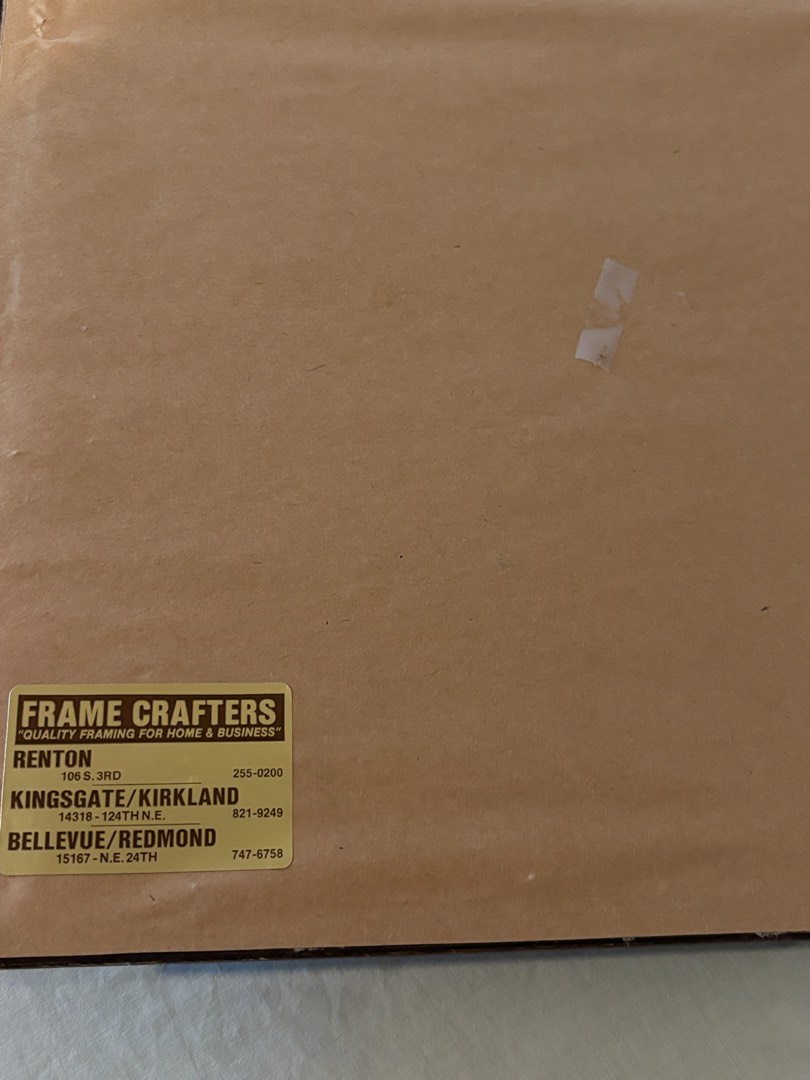 FRAME CRAFTERS
"QUALITY FRAMING FOR HOME & BUSINESS"
RENTON
106 S. 3RD 255-0200
KINGSGATE/KIRKLAND
14318 - 124TH N.E. 821-9249
BELLEVUE/REDMOND
15167 - N.E. 24TH 747-6758